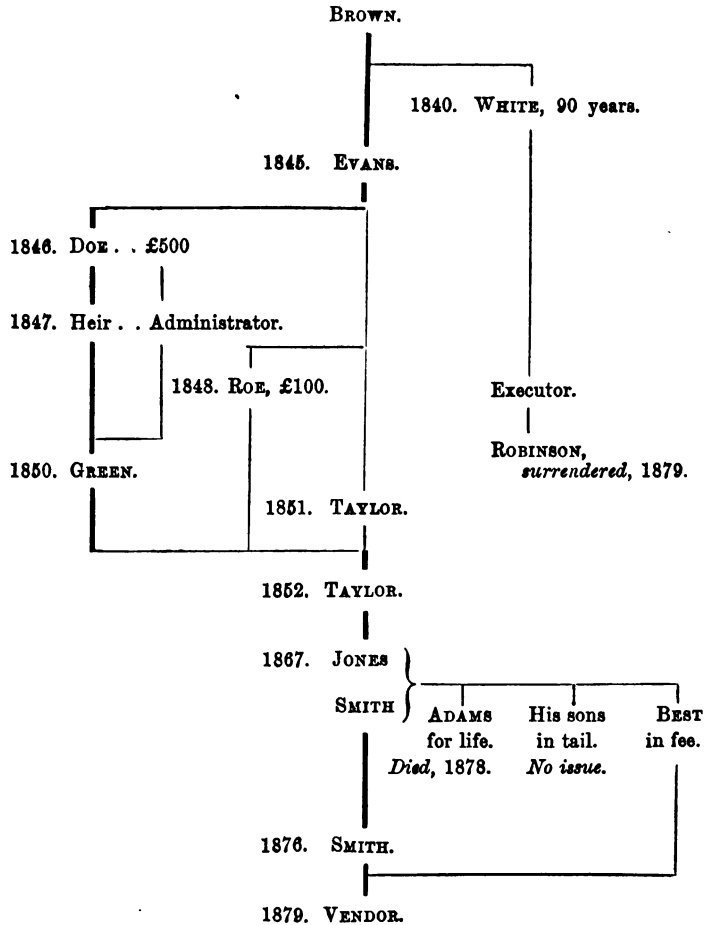 BROWN.
1840. WHITE, 90 years.
1845. EVANS.
1846. DOE . . £500
1847. Heir . . Administrator.
1848. ROE, £100.
Executor.
1850. GREEN.
ROBINSON,
surrendered, 1879.
1851. TAYLOR.
1852. TAYLOR.
1867. JONES
SMITH
ADAMS
for life.
Died, 1878.
His sons
in tail.
No issue.
BEST
in fee.
1876. SMITH.
1879. VENDOR.